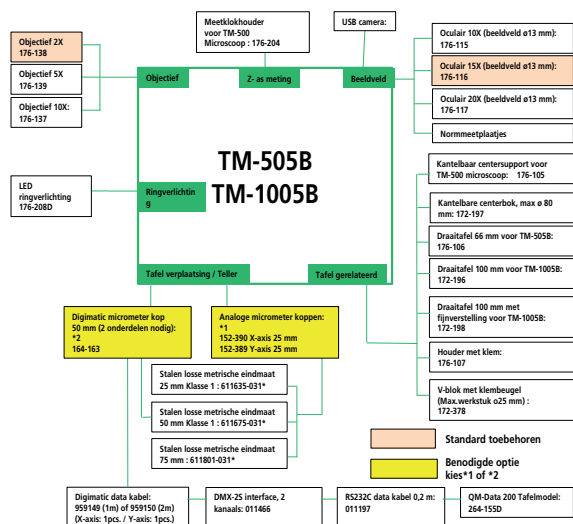 Meetklokhouder
voor TM-500
Microscoop : 176-204
USB camera:
Objectief 2X
176-138
Objectief 5X
176-139
Objectief 10X:
176-137
Oculair 10X (beeldveld ø13 mm):
176-115
Oculair 15X (beeldveld ø13 mm):
176-116
Oculair 20X (beeldveld ø13 mm):
176-117
Normmeetplaatjes
Objectief
Z- as meting
Beeldveld
TM-505B
TM-1005B
LED
ringverlichting
176-208D
Ringverlichtin
g
Kantelbaar centersupport voor
TM-500 microscoop: 176-105
Kantelbare centerbok, max ø 80
mm: 172-197
Draaitafel 66 mm voor TM-505B:
176-106
Draaitafel 100 mm voor TM-1005B:
172-196
Draaitafel 100 mm met
fijnverstelling voor TM-1005B:
172-198
Houder met klem:
176-107
V-blok met klembeugel
(Max.werkstuk o25 mm) :
172-378
Tafel verplaatsing / Teller
Tafel gerelateerd
Digimatic micrometer kop
50 mm (2 onderdelen nodig):
*2
164-163
Analoge micrometer koppen:
*1
152-390 X-axis 25 mm
152-389 Y-axis 25 mm
Stalen losse metrische eindmaat
25 mm Klasse 1 : 611635-031*
Stalen losse metrische eindmaat
50 mm Klasse 1 : 611675-031*
Stalen losse metrische eindmaat
75 mm : 611801-031*
Standard toebehoren
Benodigde optie
kies*1 of *2
Digimatic data kabel:
959149 (1m) of 959150 (2m)
(X-axis: 1pcs. / Y-axis: 1pcs.)
DMX-2S interface, 2
kanaals: 011466
RS232C data kabel 0,2 m:
011197
QM-Data 200 Tafelmodel:
264-155D